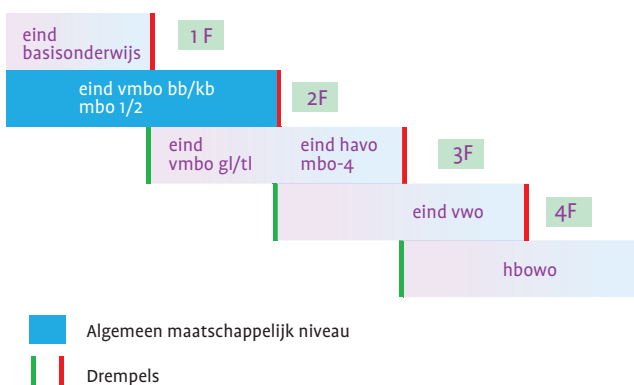 eind
basisonderwijs
1 F
eind vmbo bb/kb
mbo 1/2
2F
eind
vmbo gl/tl
eind havo
mbo-4
3F
eind vwo
4F
hbowo
Algemeen maatschappelijk niveau
Drempels